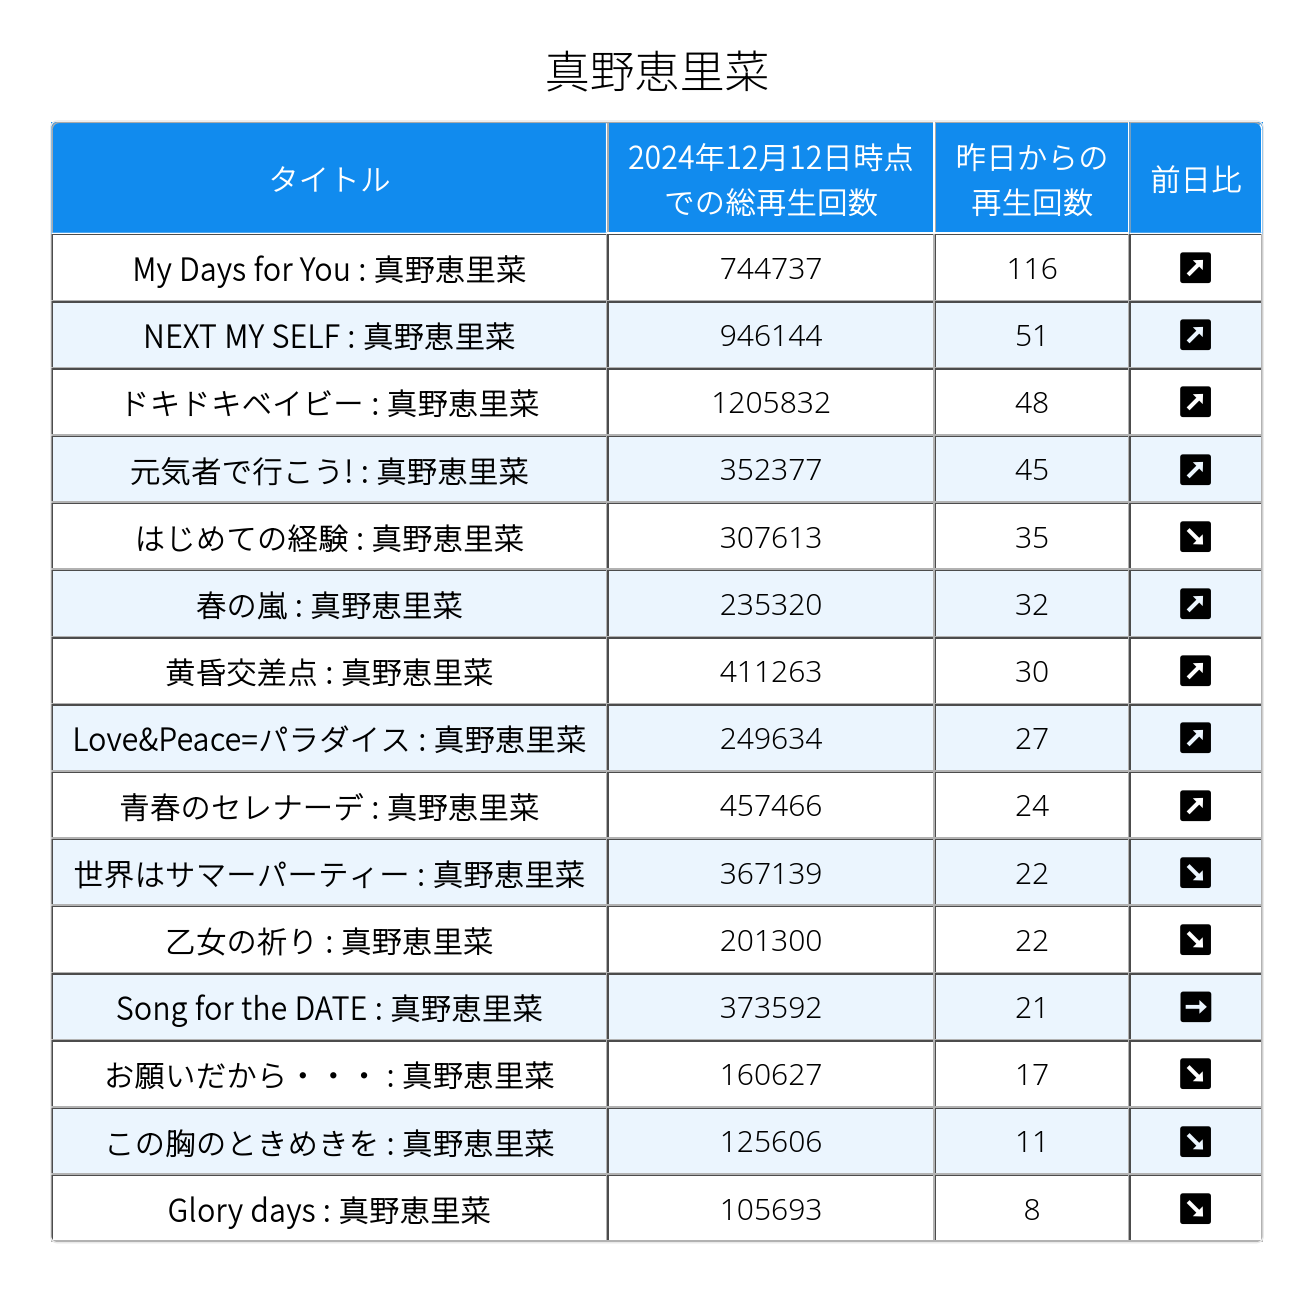 真野恵里菜
タイトル 2024年12月12日時点での総再生回数 昨日からの再生回数 前日比
My Days for You : 真野恵里菜 744737 116 ↗
NEXT MY SELF : 真野恵里菜 946144 51 ↗
ドキドキベイビー : 真野恵里菜 1205832 48 ↗
元気者で行こう! : 真野恵里菜 352377 45 ↗
はじめての経験 : 真野恵里菜 307613 35 ↘
春の嵐 : 真野恵里菜 235320 32 ↗
黄昏交差点 : 真野恵里菜 411263 30 ↗
Love&Peace=パラダイス : 真野恵里菜 249634 27 ↗
青春のセレナーデ : 真野恵里菜 457466 24 ↗
世界はサマーパーティー : 真野恵里菜 367139 22 ↘
乙女の祈り : 真野恵里菜 201300 22 ↘
Song for the DATE : 真野恵里菜 373592 21 →
お願いだから・・・ : 真野恵里菜 160627 17 ↘
この胸のときめきを : 真野恵里菜 125606 11 ↘
Glory days : 真野恵里菜 105693 8 ↘